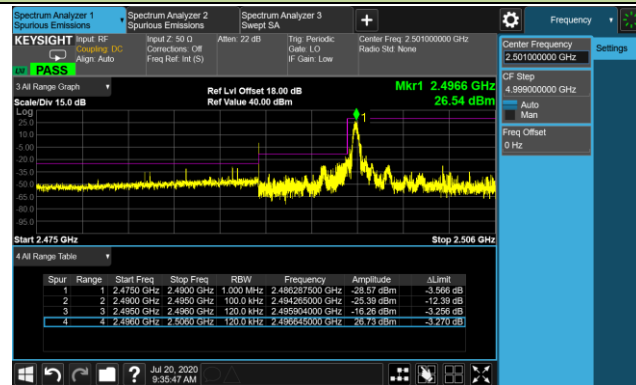 Spectrum Analyzer 1
Spurious Emissions
Spectrum Analyzer 2
Spurious Emissions
Spectrum Analyzer 3
Swept SA
Frequency
KEYSIGHT
Input: RF
Coupling: DC
Align: Auto
Input Z: 50 Ω
Corrections: Off
Freq Ref: Int (S)
Atten: 22 dB
Trig: Periodic
Gate: LO
IF Gain: Low
Center Freq: 2.501000000 GHz
Radio Std: None
LW PASS
3 All Range Graph
Scale/Div 15.0 dB
Ref Lvl Offset 18.00 dB
Ref Value 40.00 dBm
Mkr1 2.4966 GHz
26.54 dBm
Log
25.0
10.0
-5.00
-20.0
-35.0
-50.0
-65.0
-80.0
-95.0
1
Start 2.475 GHz
Stop 2.506 GHz
4 All Range Table
Spur Range Start Freq Stop Freq RBW Frequency Amplitude ΔLimit
1 1 2.4750 GHz 2.4900 GHz 1.000 MHz 2.486287500 GHz -28.57 dBm -3.566 dB
2 2 2.4900 GHz 2.4950 GHz 100.0 kHz 2.494265000 GHz -25.39 dBm -12.39 dB
3 3 2.4950 GHz 2.4960 GHz 120.0 kHz 2.495904000 GHz -16.26 dBm -3.256 dB
4 4 2.4960 GHz 2.5060 GHz 120.0 kHz 2.496645000 GHz 26.73 dBm -3.270 dB
Jul 20, 2020
9:35:47 AM
Center Frequency
2.501000000 GHz
Settings
CF Step
4.999000000 GHz
Auto
Man
Freq Offset
0 Hz